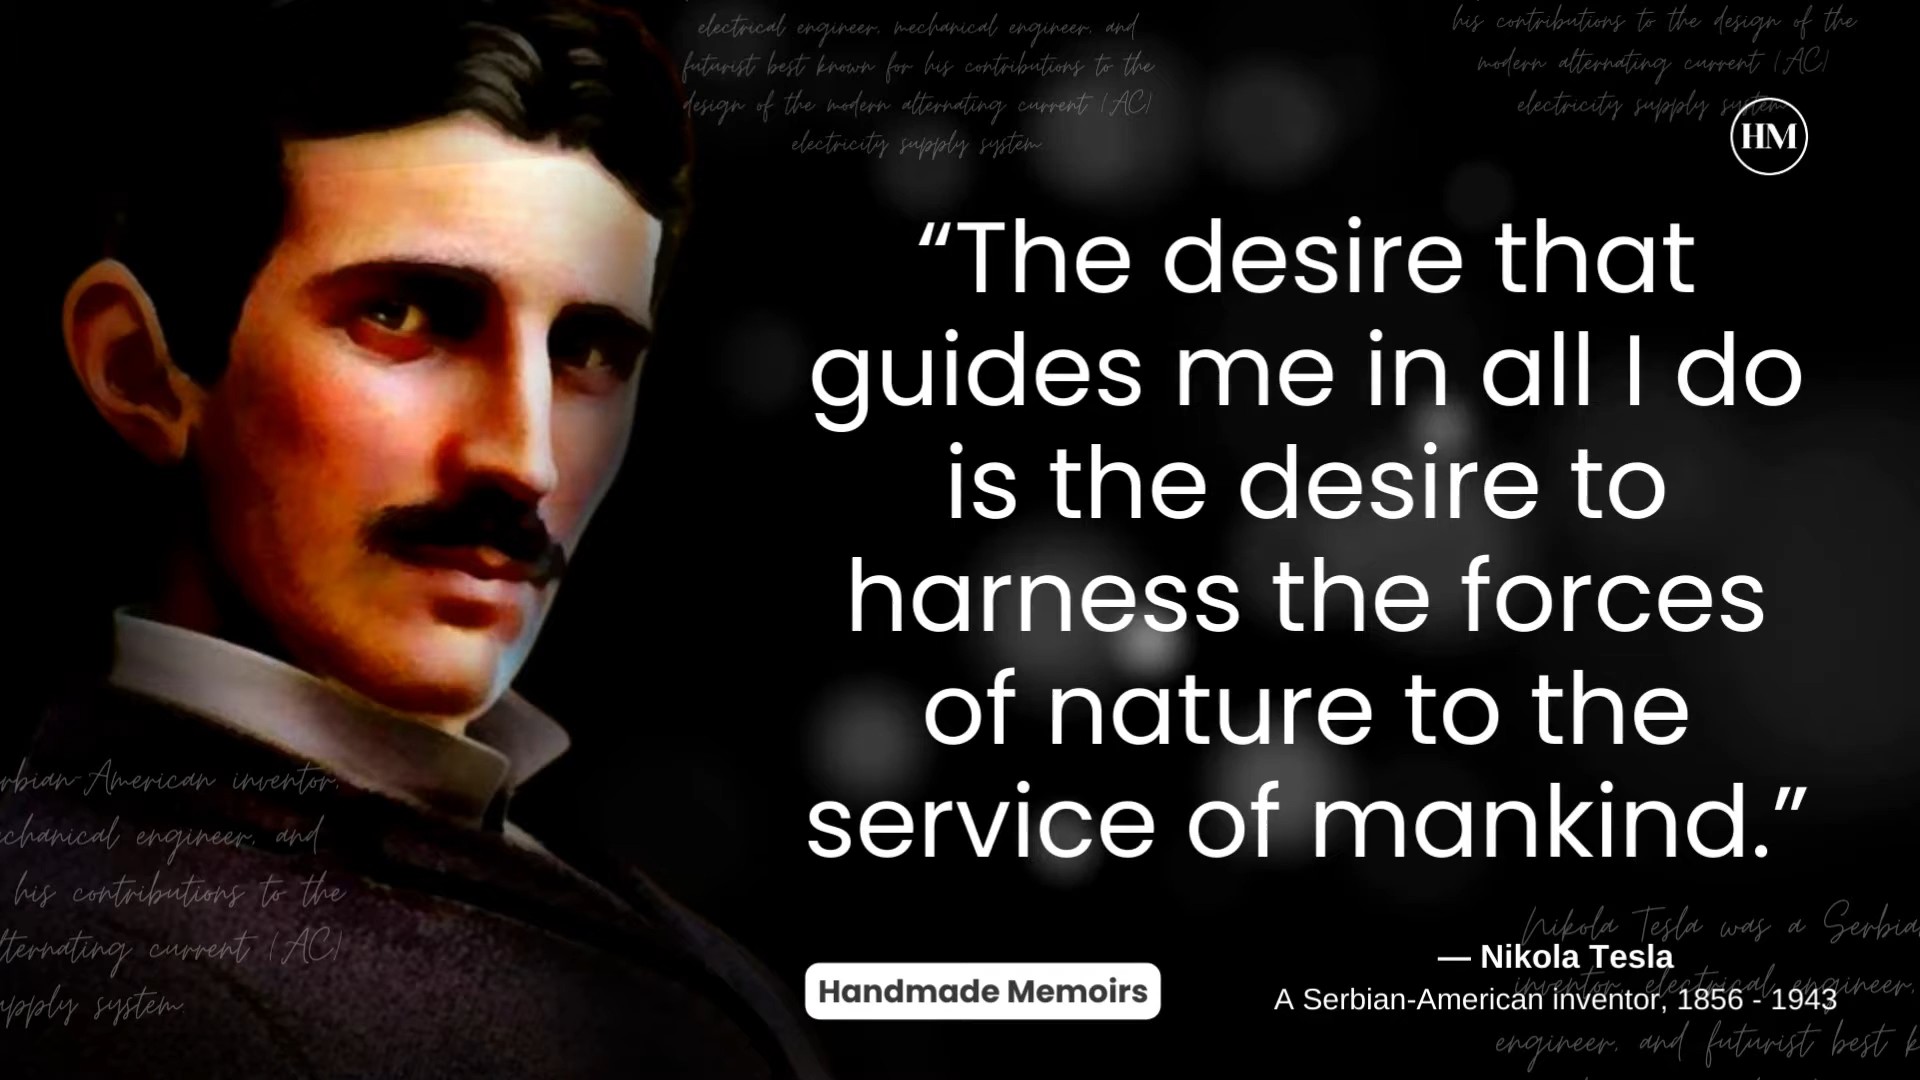 electrical engineer, mechanical engineer, and
futurist best known for his contributions to the
design of the modern alternating current (AC)
electricity supply system
his contributions to the design of the
modern alternating current (AC)
electricity supply system
HM
“The desire that
guides me in all I do
is the desire to
harness the forces
of nature to the
service of mankind.”
rbian-American inventor,
chanical engineer, and
his contributions to the
lternating current (AC)
upply system
Handmade Memoirs
— Nikola Tesla
A Serbian-American inventor, 1856 - 1943
Nikola Tesla was a Serbia
inventor, electrical engineer,
engineer, and futurist best k